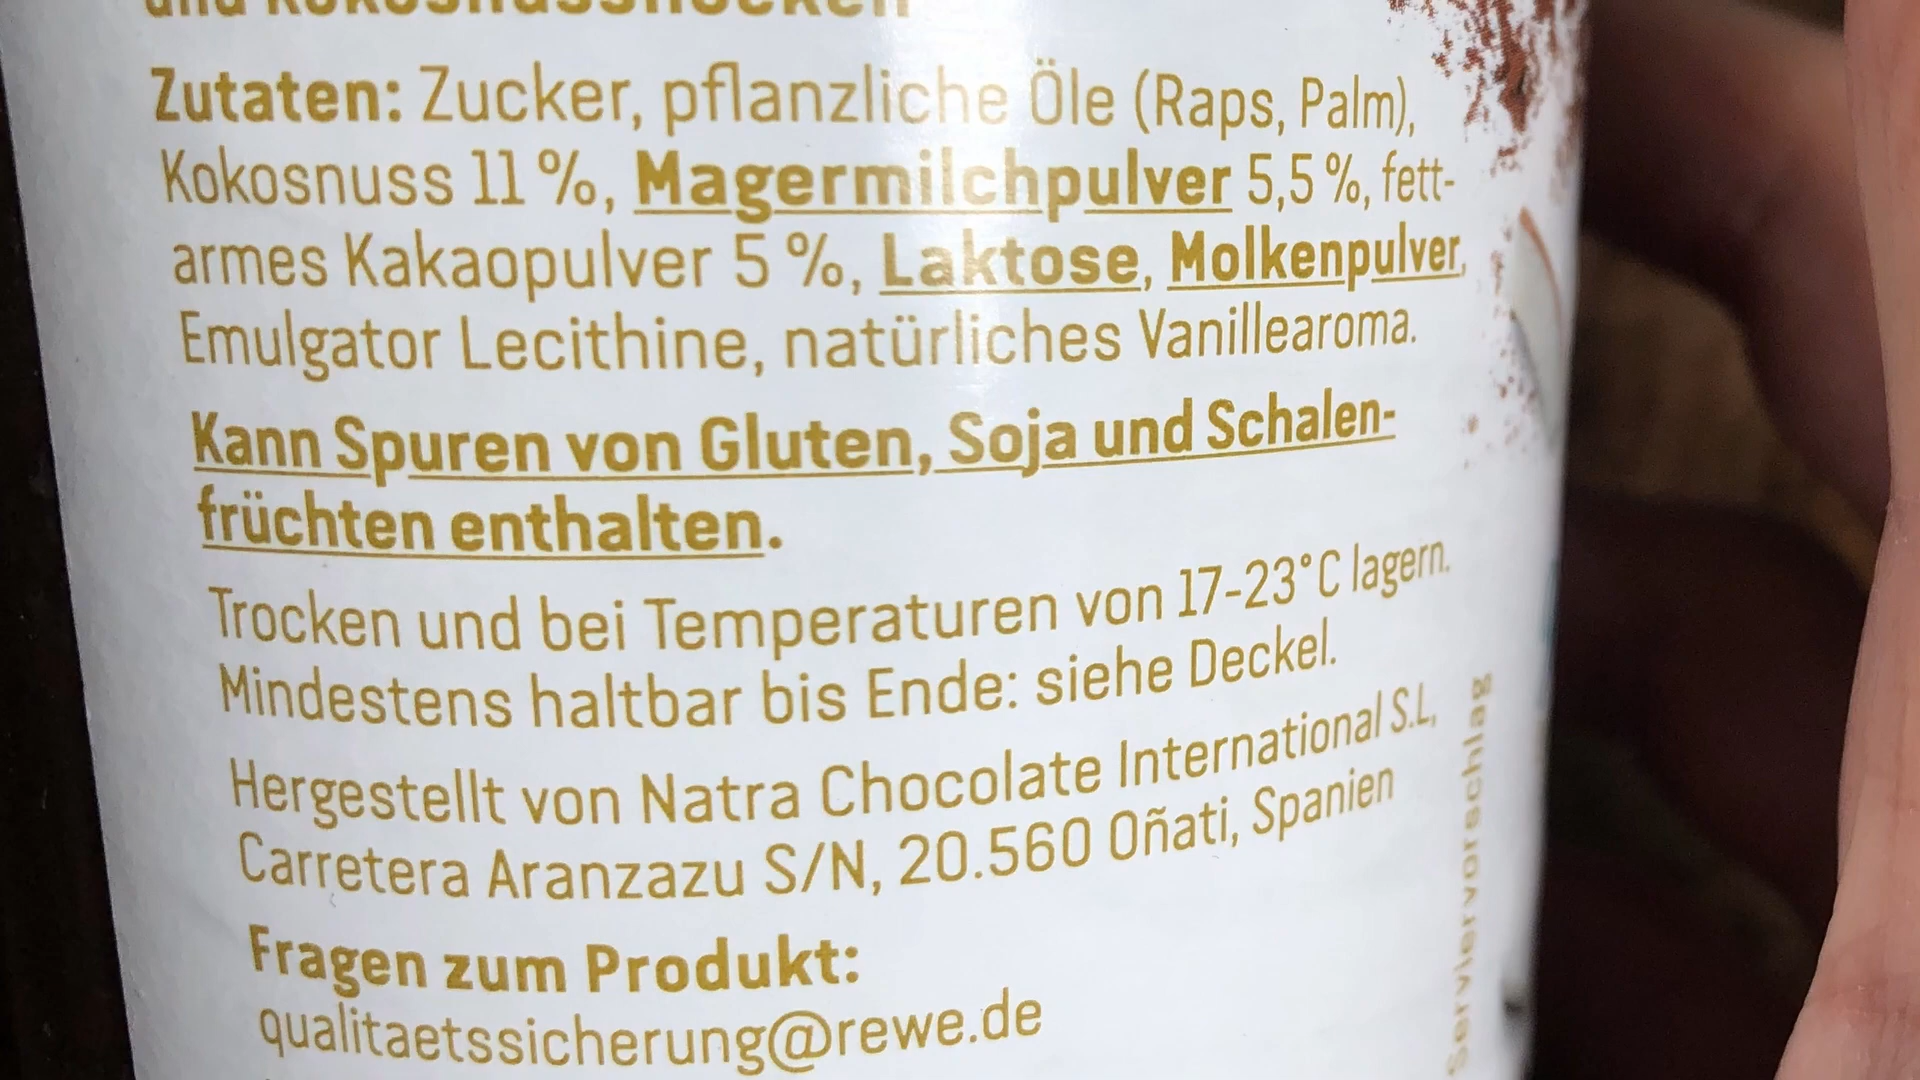 und Kokosnussflocken
Zutaten: Zucker, pflanzliche Öle (Raps, Palm),
Kokosnuss 11 %, Magermilchpulver 5,5 %, fett-
armes Kakaopulver 5 %, Laktose, Molkenpulver,
Emulgator Lecithine, natürliches Vanillearoma.
Kann Spuren von Gluten, Soja und Schalen-
früchten enthalten.
Trocken und bei Temperaturen von 17-23°C lagern.
Mindestens haltbar bis Ende: siehe Deckel.
Hergestellt von Natra Chocolate International S.L,
Carretera Aranzazu S/N, 20.560 Oñati, Spanien
Fragen zum Produkt:
qualitaetssicherung@rewe.de
Serviervorschlag